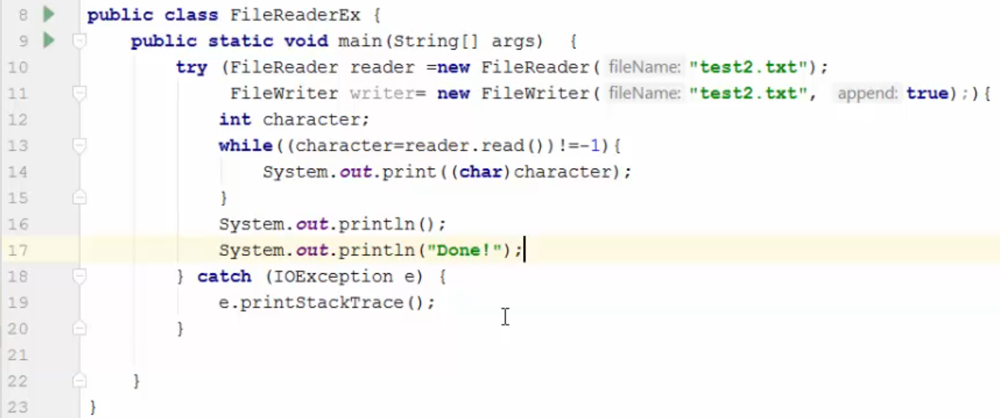 8 public class FileReaderEx {
9 public static void main(String[] args)  {
10 try (FileReader reader =new FileReader( fileName: "test2.txt");
11 FileWriter writer= new FileWriter( fileName: "test2.txt",  append: true);){
12 int character;
13 while((character=reader.read())!=-1){
14 System.out.print((char)character);
15 }
16 System.out.println();
17 System.out.println("Done!");
18 } catch (IOException e) {
19 e.printStackTrace();
20 }
21
22 }
23 }